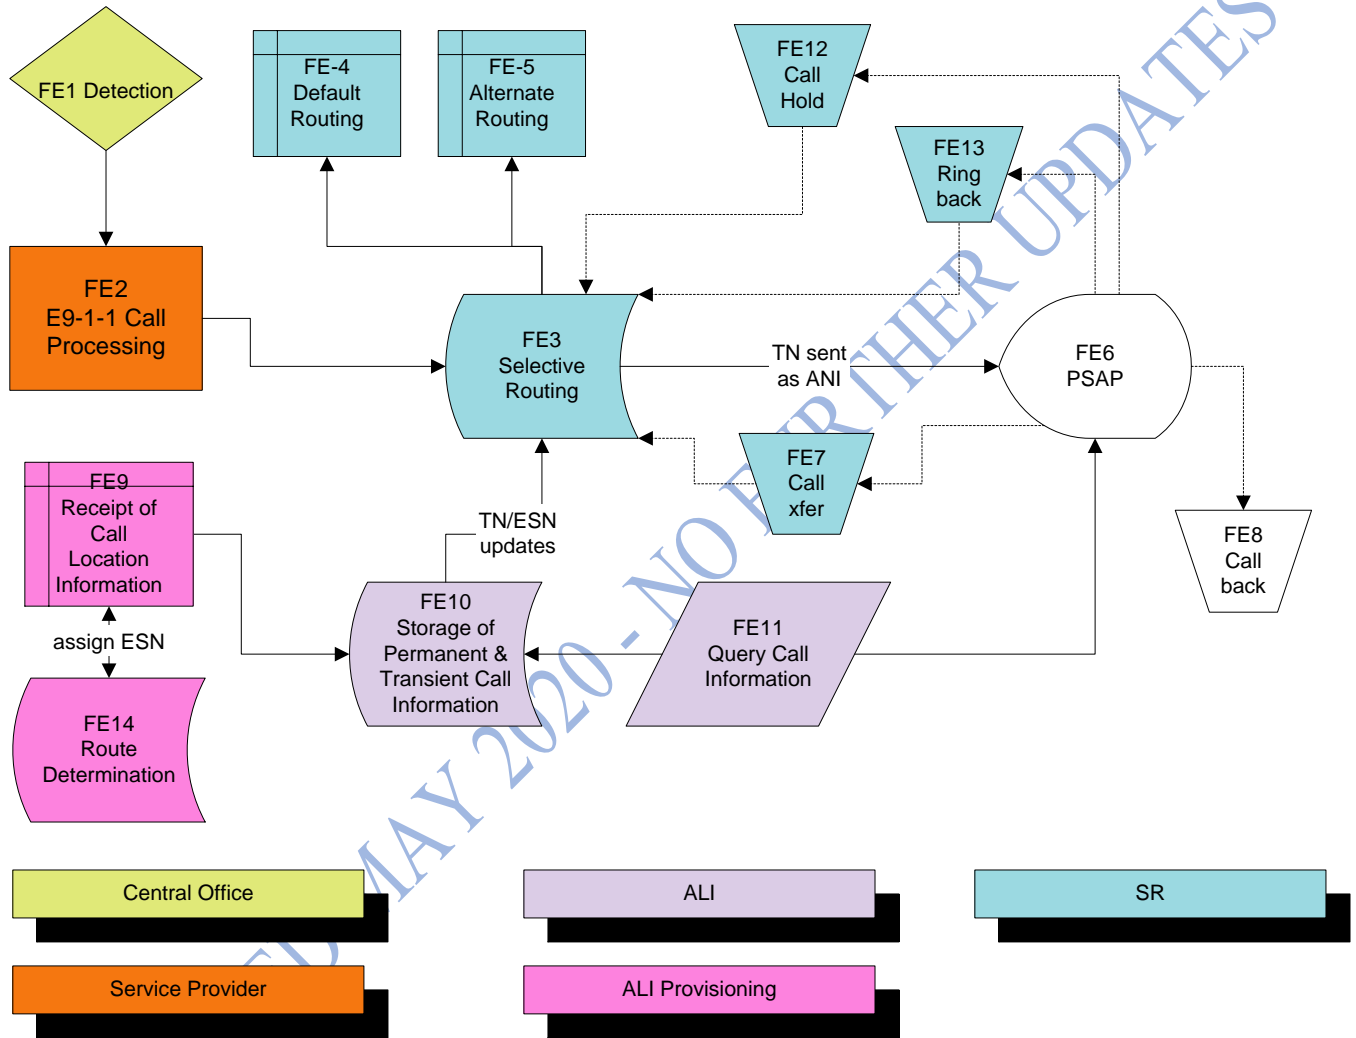 FE1 Detection
FE-4
Default
Routing
FE-5
Alternate
Routing
FE12
Call
Hold
FE13
Ring
back
FE2
E9-1-1 Call
Processing
FE3
Selective
Routing
TN sent
as ANI
FE6
PSAP
FE7
Call
xfer
FE8
Call
back
FE9
Receipt of
Call
Location
Information
TN/ESN
updates
assign ESN
FE10
Storage of
Permanent &
Transient Call
Information
FE11
Query Call
Information
FE14
Route
Determination
Central Office
ALI
SR
Service Provider
ALI Provisioning
MAY 2020 - NO FURTHER UPDATES